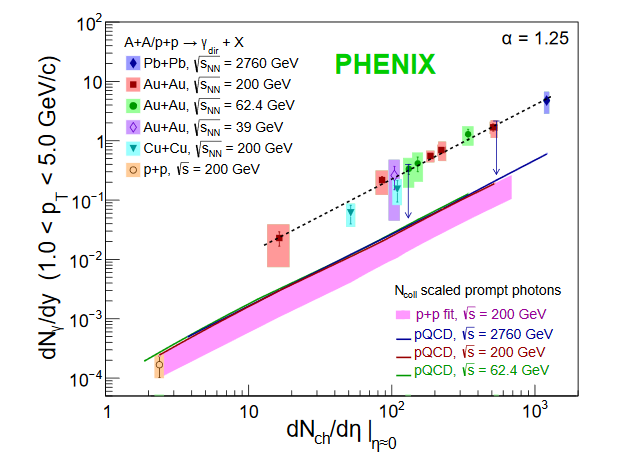 10²
A+A/p+p → γdir + X
α = 1.25
Pb+Pb, √sNN = 2760 GeV
PHENIX
Au+Au, √sNN = 200 GeV
10
Au+Au, √sNN = 62.4 GeV
Au+Au, √sNN = 39 GeV
1
Cu+Cu, √sNN = 200 GeV
p+p, √s = 200 GeV
10⁻¹
10⁻²
10⁻³
10⁻⁴
dNγ/dy (1.0 < pT < 5.0 GeV/c)
Ncoll scaled prompt photons
p+p fit, √s = 200 GeV
pQCD, √s = 2760 GeV
pQCD, √s = 200 GeV
pQCD, √s = 62.4 GeV
1 10 10² 10³
dNch/dη |η≈0